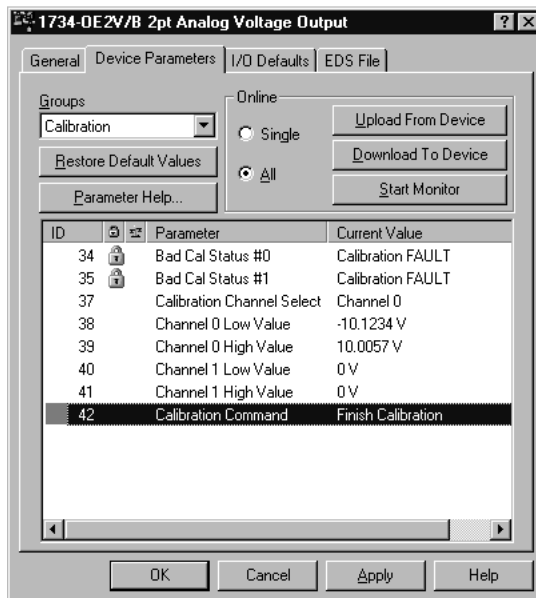 1734-OE2V/B 2pt Analog Voltage Output
General Device Parameters I/O Defaults EDS File
Groups
Calibration
Restore Default Values
Parameter Help...
Online
Single
All
Upload From Device
Download To Device
Start Monitor
ID Parameter Current Value
34 Bad Cal Status #0 Calibration FAULT
35 Bad Cal Status #1 Calibration FAULT
37 Calibration Channel Select Channel 0
38 Channel 0 Low Value -10.1234 V
39 Channel 0 High Value 10.0057 V
40 Channel 1 Low Value 0 V
41 Channel 1 High Value 0 V
42 Calibration Command Finish Calibration
OK Cancel Apply Help